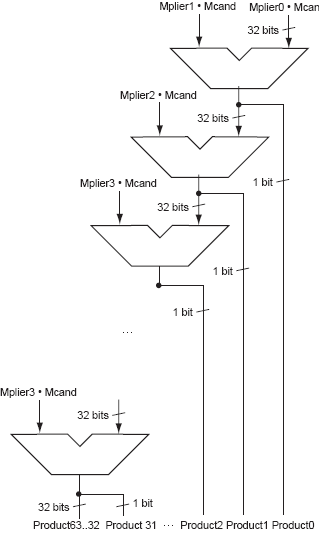 Mplier1 • Mcand Mplier0 • Mcand
32 bits
Mplier2 • Mcand
32 bits
1 bit
Mplier3 • Mcand
32 bits
1 bit
1 bit
...
Mplier3 • Mcand
32 bits
32 bits 1 bit
Product63..32 Product 31 ... Product2 Product1 Product0